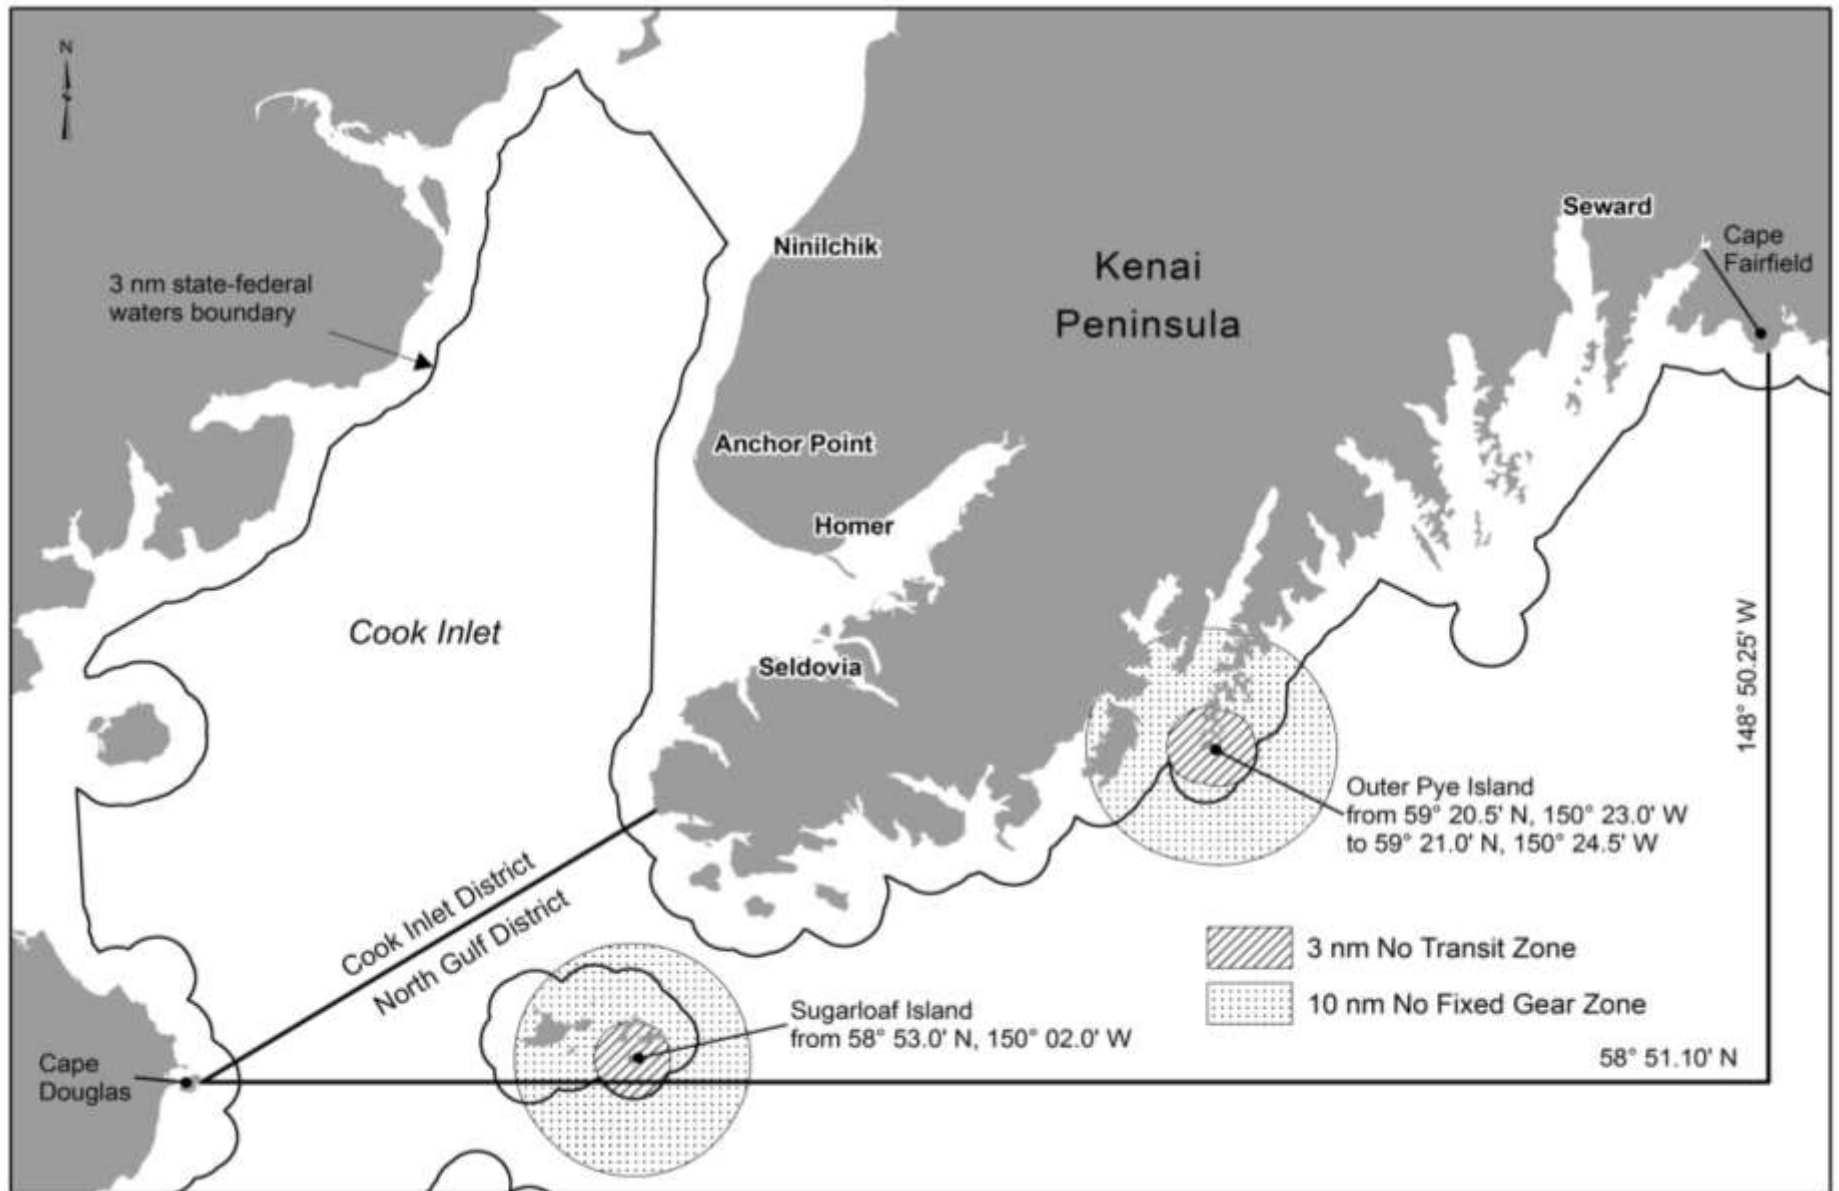 N
Seward
Cape
Fairfield
Ninilchik
Kenai
Peninsula
3 nm state-federal
waters boundary
Anchor Point
Homer
Cook Inlet
Seldovia
148° 50.25' W
Outer Pye Island
from 59° 20.5' N, 150° 23.0' W
to 59° 21.0' N, 150° 24.5' W
Cook Inlet District
North Gulf District
3 nm No Transit Zone
10 nm No Fixed Gear Zone
Sugarloaf Island
from 58° 53.0' N, 150° 02.0' W
58° 51.10' N
Cape
Douglas